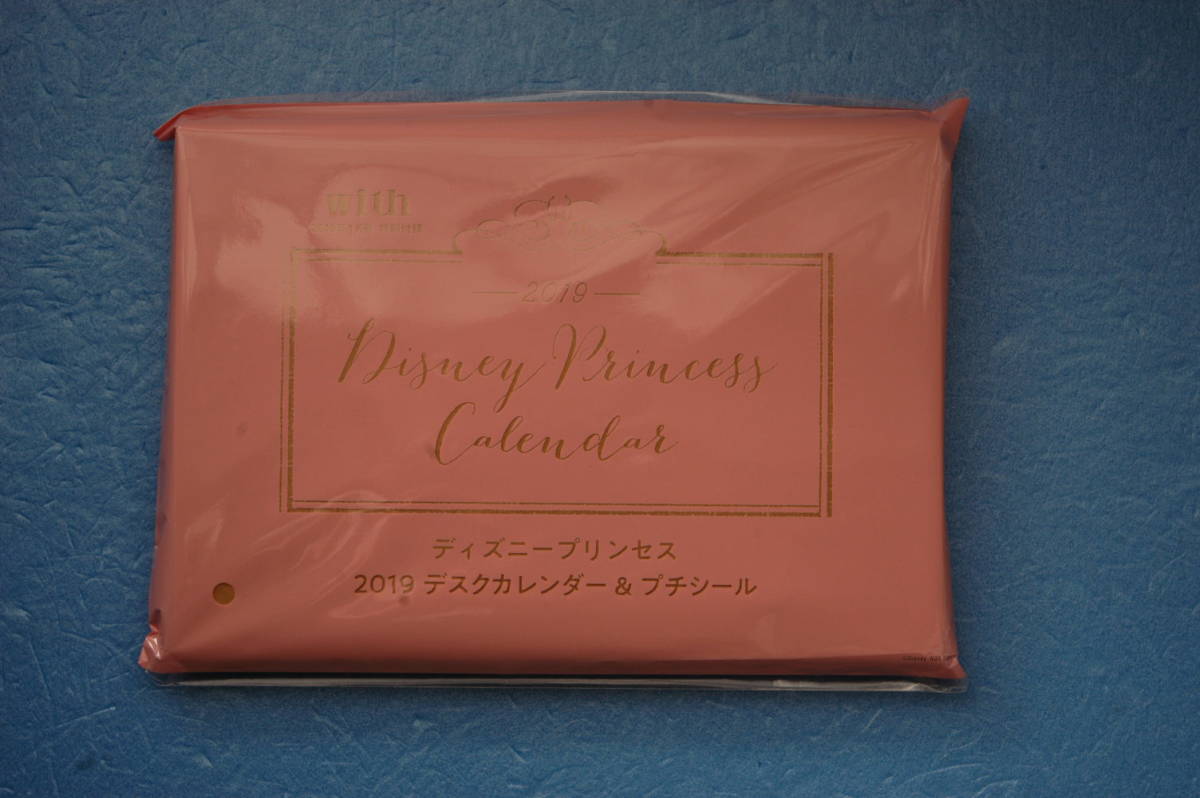 with
2019
Disney Princess
Calendar
ディズニープリンセス
2019 デスクカレンダー & プチシール
©Disney